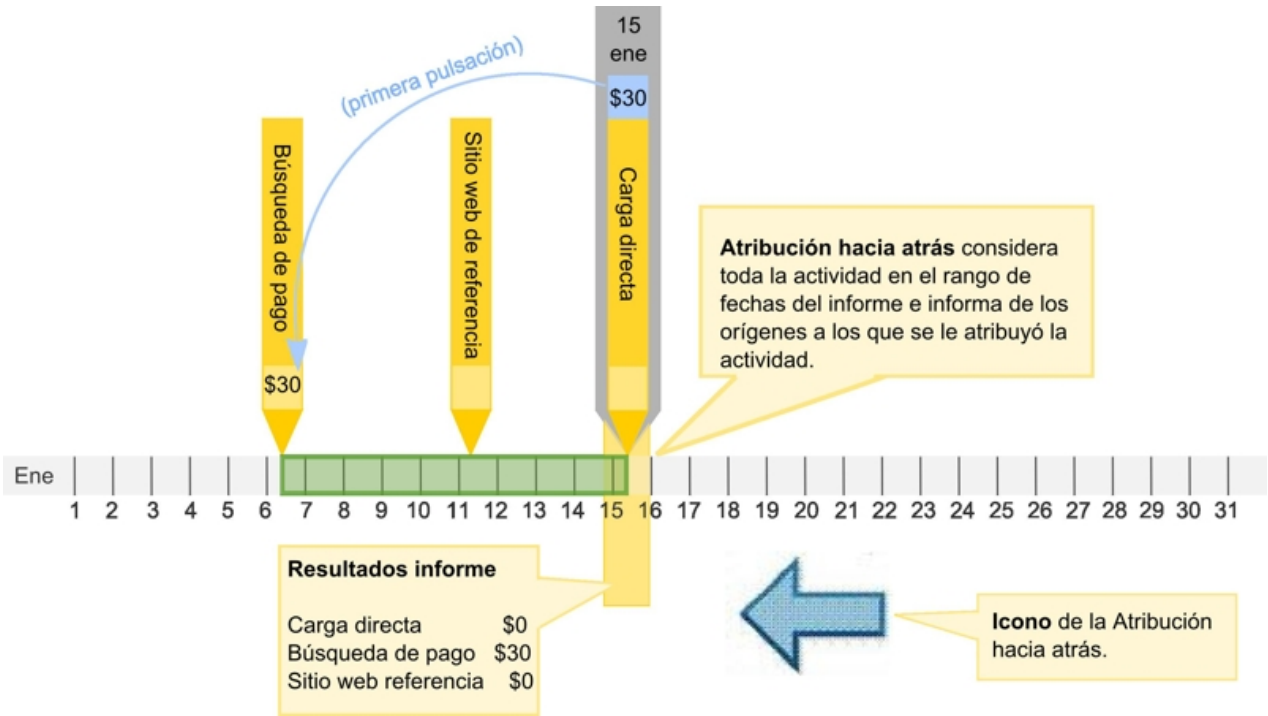 15
ene
$30
(primera pulsación)
Búsqueda de pago
$30
Sitio web de referencia
Carga directa
Atribución hacia atrás considera
toda la actividad en el rango de
fechas del informe e informa de los
orígenes a los que se le atribuyó la
actividad.
Ene
1 2 3 4 5 6 7 8 9 10 11 12 13 14 15 16 17 18 19 20 21 22 23 24 25 26 27 28 29 30 31
Resultados informe
Carga directa $0
Búsqueda de pago $30
Sitio web referencia $0
Icono de la Atribución
hacia atrás.